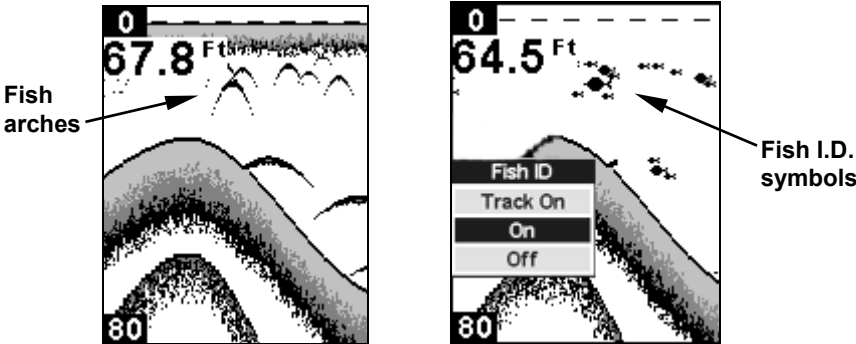 0
67.8 Ft
80
Fish
arches
0
64.5 Ft
Fish ID
Track On
On
Off
80
Fish I.D.
symbols